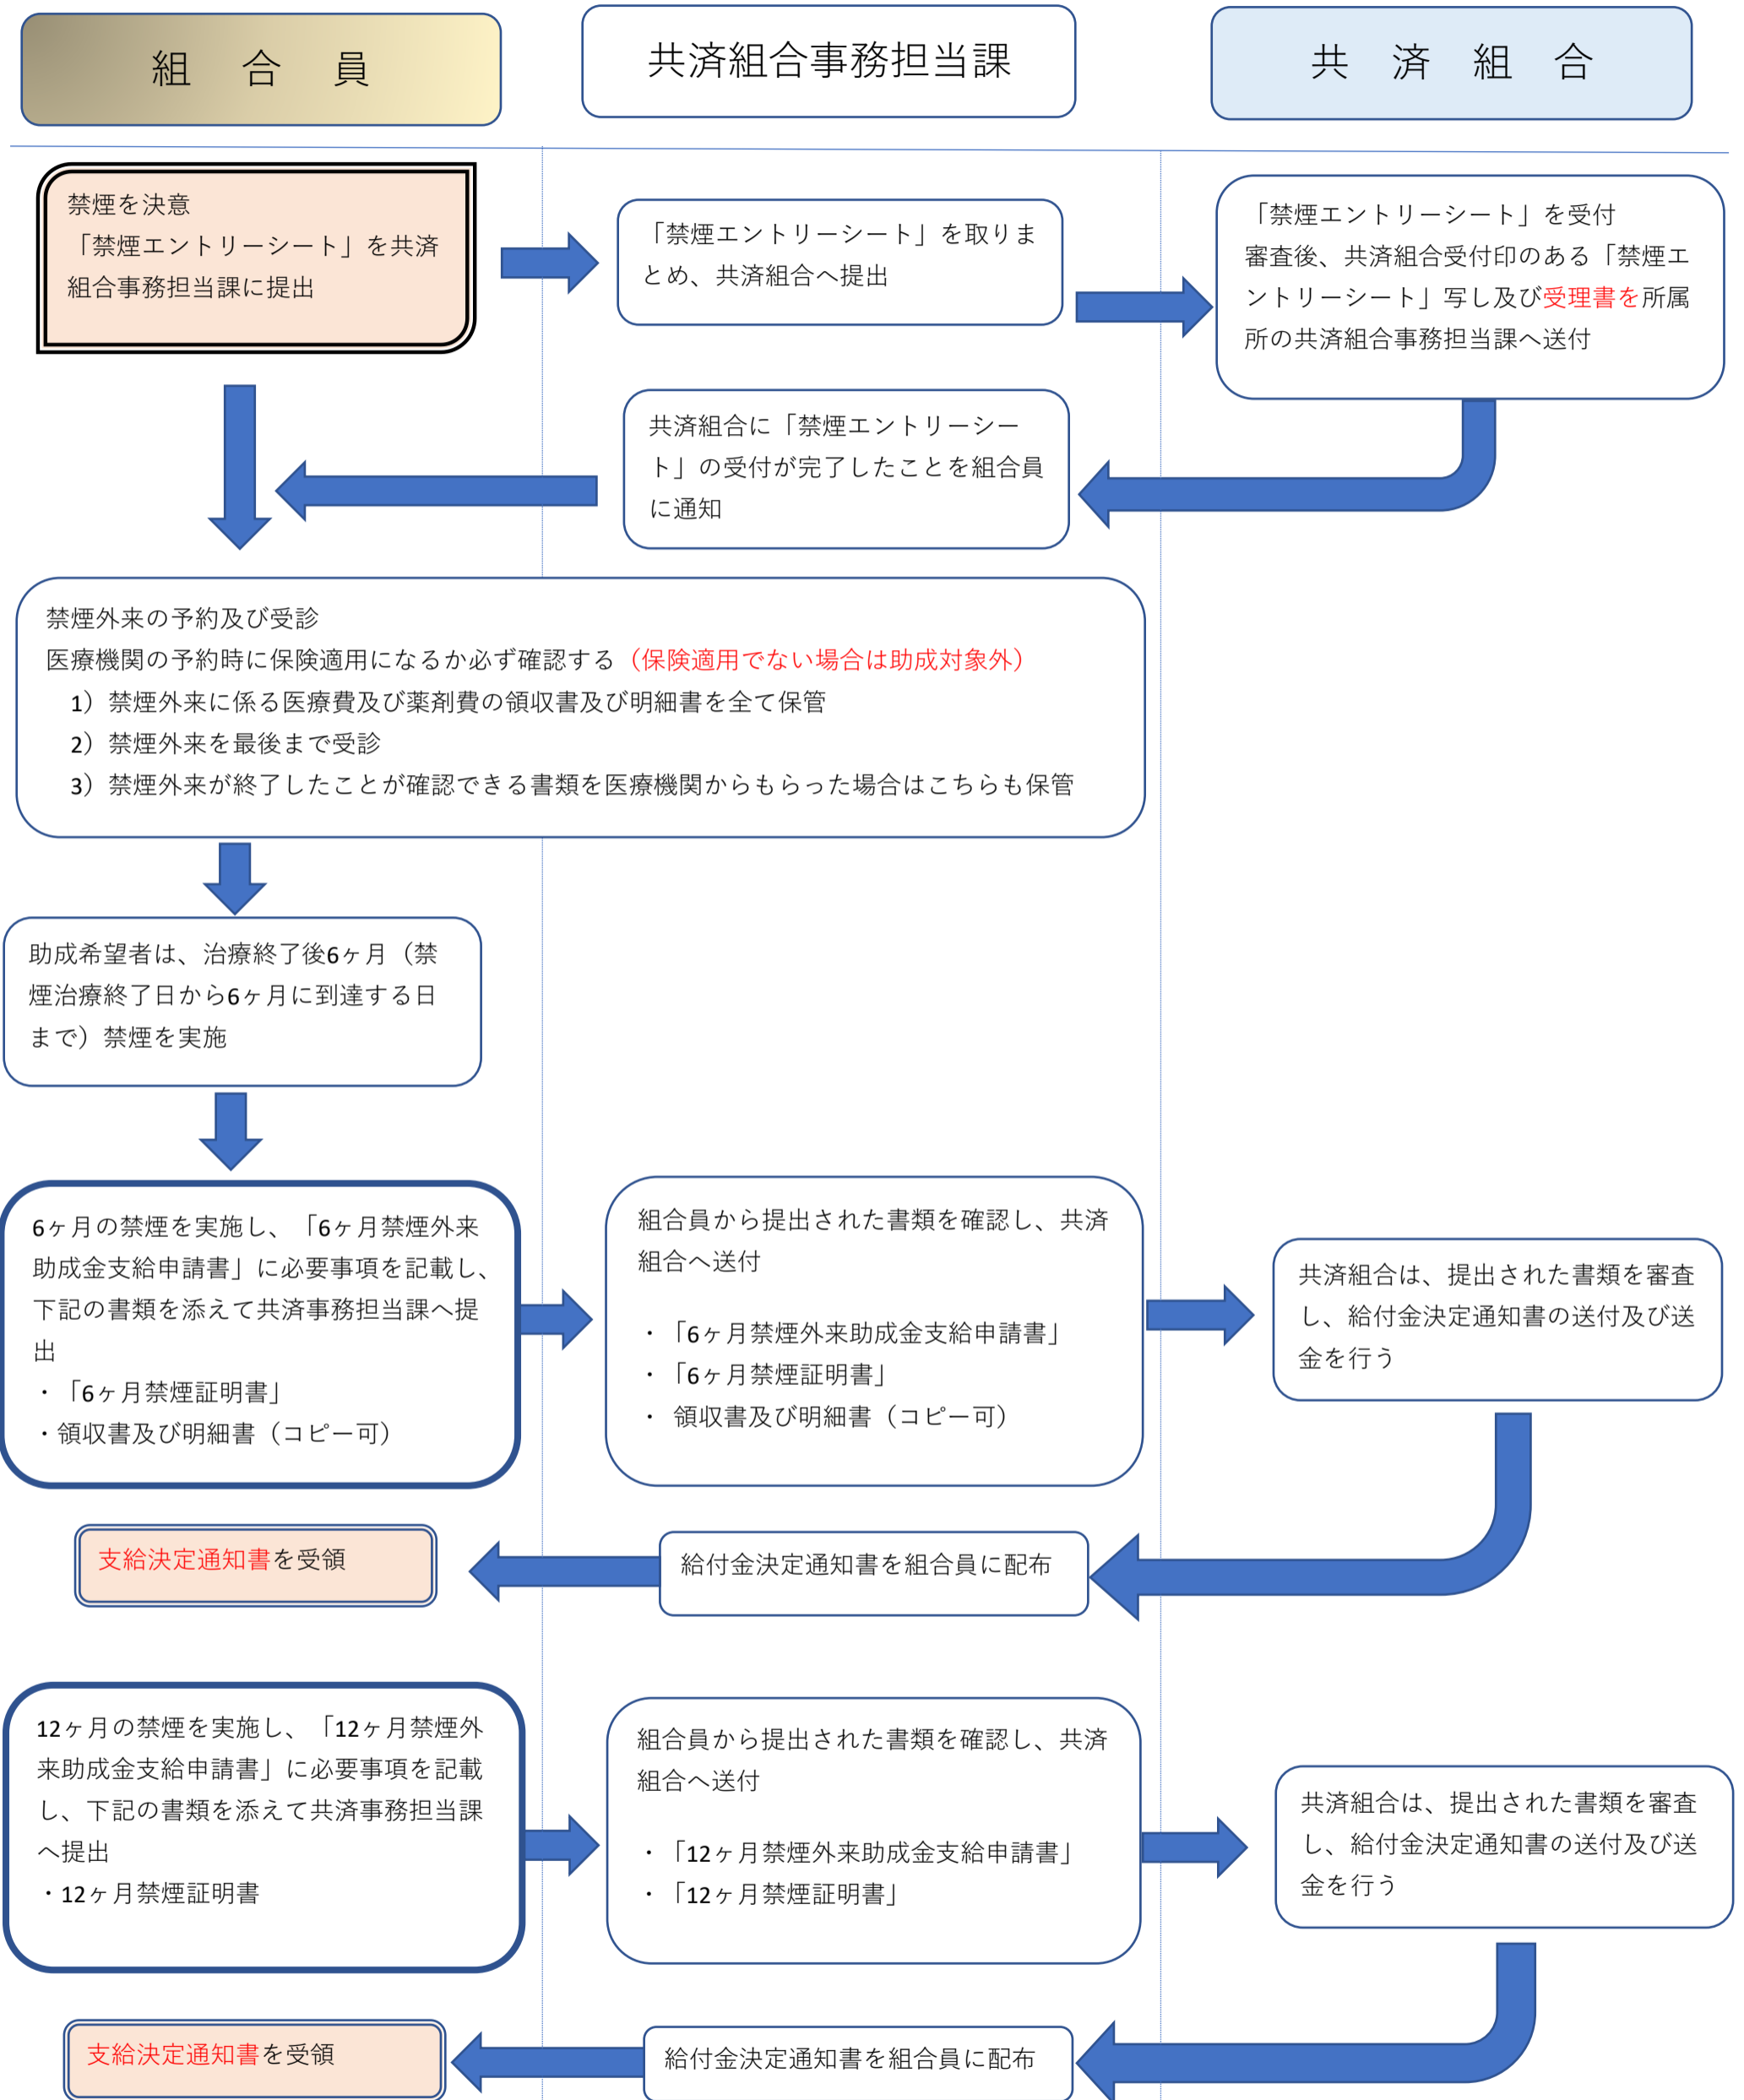 組 合 員
共済組合事務担当課
共 済 組 合
禁煙を決意
「禁煙エントリーシート」を共済
組合事務担当課に提出
「禁煙エントリーシート」を取りま
とめ、共済組合へ提出
「禁煙エントリーシート」を受付
審査後、共済組合受付印のある「禁煙エ
ントリーシート」写し及び受理書を所属
所の共済組合事務担当課へ送付
共済組合に「禁煙エントリーシー
ト」の受付が完了したことを組合員
に通知
禁煙外来の予約及び受診
医療機関の予約時に保険適用になるか必ず確認する（保険適用でない場合は助成対象外）
1）禁煙外来に係る医療費及び薬剤費の領収書及び明細書を全て保管
2）禁煙外来を最後まで受診
3）禁煙外来が終了したことが確認できる書類を医療機関からもらった場合はこちらも保管
助成希望者は、治療終了後6ヶ月（禁
煙治療終了日から6ヶ月に到達する日
まで）禁煙を実施
6ヶ月の禁煙を実施し、「6ヶ月禁煙外来
助成金支給申請書」に必要事項を記載し、
下記の書類を添えて共済事務担当課へ提
出
・「6ヶ月禁煙証明書」
・領収書及び明細書（コピー可）
組合員から提出された書類を確認し、共済
組合へ送付
・「6ヶ月禁煙外来助成金支給申請書」
・「6ヶ月禁煙証明書」
・ 領収書及び明細書（コピー可）
共済組合は、提出された書類を審査
し、給付金決定通知書の送付及び送
金を行う
支給決定通知書を受領
給付金決定通知書を組合員に配布
12ヶ月の禁煙を実施し、「12ヶ月禁煙外
来助成金支給申請書」に必要事項を記載
し、下記の書類を添えて共済事務担当課
へ提出
・12ヶ月禁煙証明書
組合員から提出された書類を確認し、共済
組合へ送付
・「12ヶ月禁煙外来助成金支給申請書」
・「12ヶ月禁煙証明書」
共済組合は、提出された書類を審査
し、給付金決定通知書の送付及び送
金を行う
支給決定通知書を受領
給付金決定通知書を組合員に配布